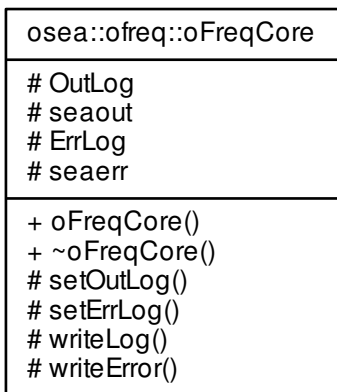 osea::ofreq::oFreqCore
# OutLog
# seaout
# ErrLog
# seaerr
+ oFreqCore()
+ ~oFreqCore()
# setOutLog()
# setErrLog()
# writeLog()
# writeError()